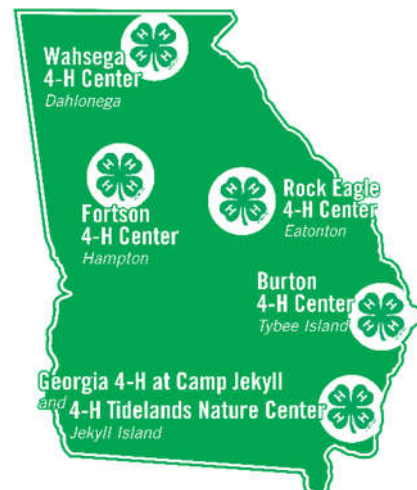 Wahsega
4-H Center
Dahlonega
Fortson
4-H Center
Hampton
Rock Eagle
4-H Center
Eatonton
Burton
4-H Center
Tybee Island
Georgia 4-H at Camp Jekyll
and 4-H Tidelands Nature Center
Jekyll Island
H H
H H
H H
H H
H H
H H
H H
H H
H H
H H